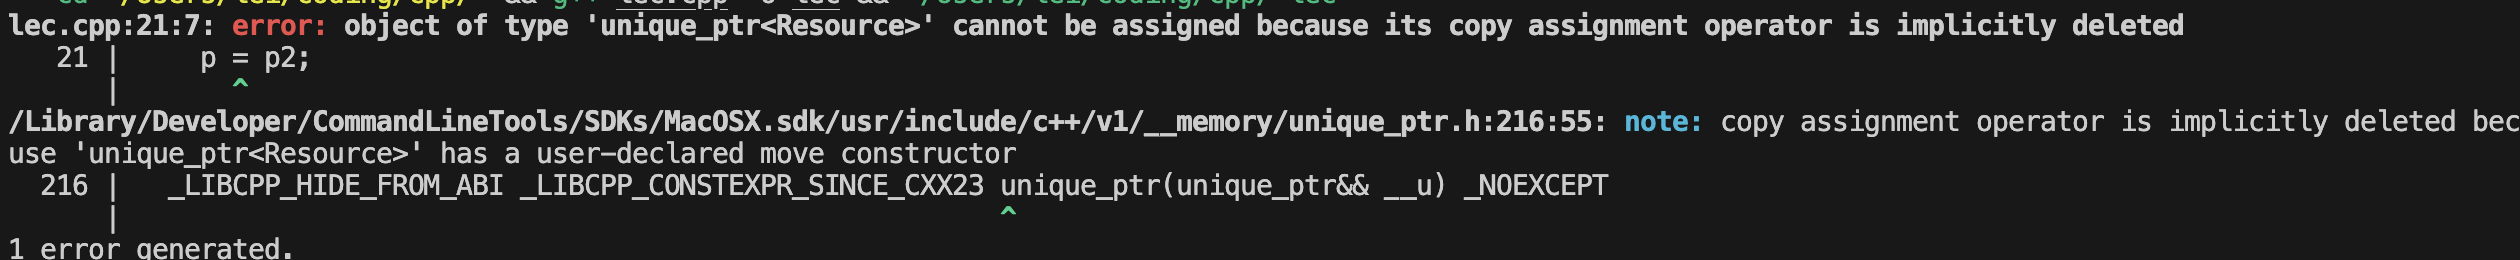 lec.cpp:21:7: error: object of type 'unique_ptr<Resource>' cannot be assigned because its copy assignment operator is implicitly deleted
21 | p = p2;
| ^
/Library/Developer/CommandLineTools/SDKs/MacOSX.sdk/usr/include/c++/v1/__memory/unique_ptr.h:216:55: note: copy assignment operator is implicitly deleted bec
use 'unique_ptr<Resource>' has a user-declared move constructor
216 | _LIBCPP_HIDE_FROM_ABI _LIBCPP_CONSTEXPR_SINCE_CXX23 unique_ptr(unique_ptr&& __u) _NOEXCEPT
| ^
1 error generated.